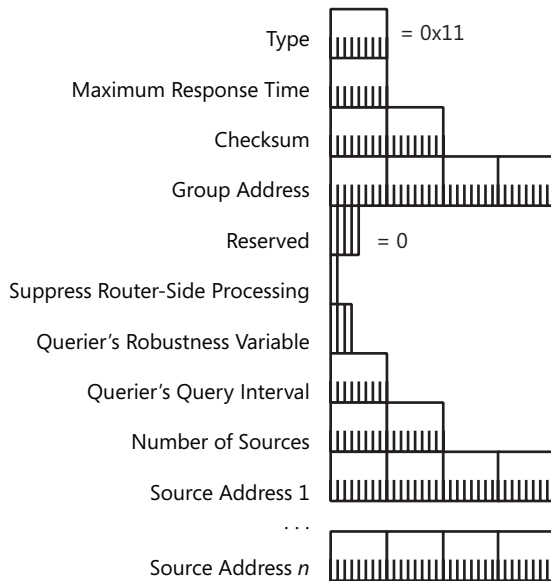 Type = 0x11
Maximum Response Time
Checksum
Group Address
Reserved = 0
Suppress Router-Side Processing
Querier’s Robustness Variable
Querier’s Query Interval
Number of Sources
Source Address 1
. . .
Source Address n